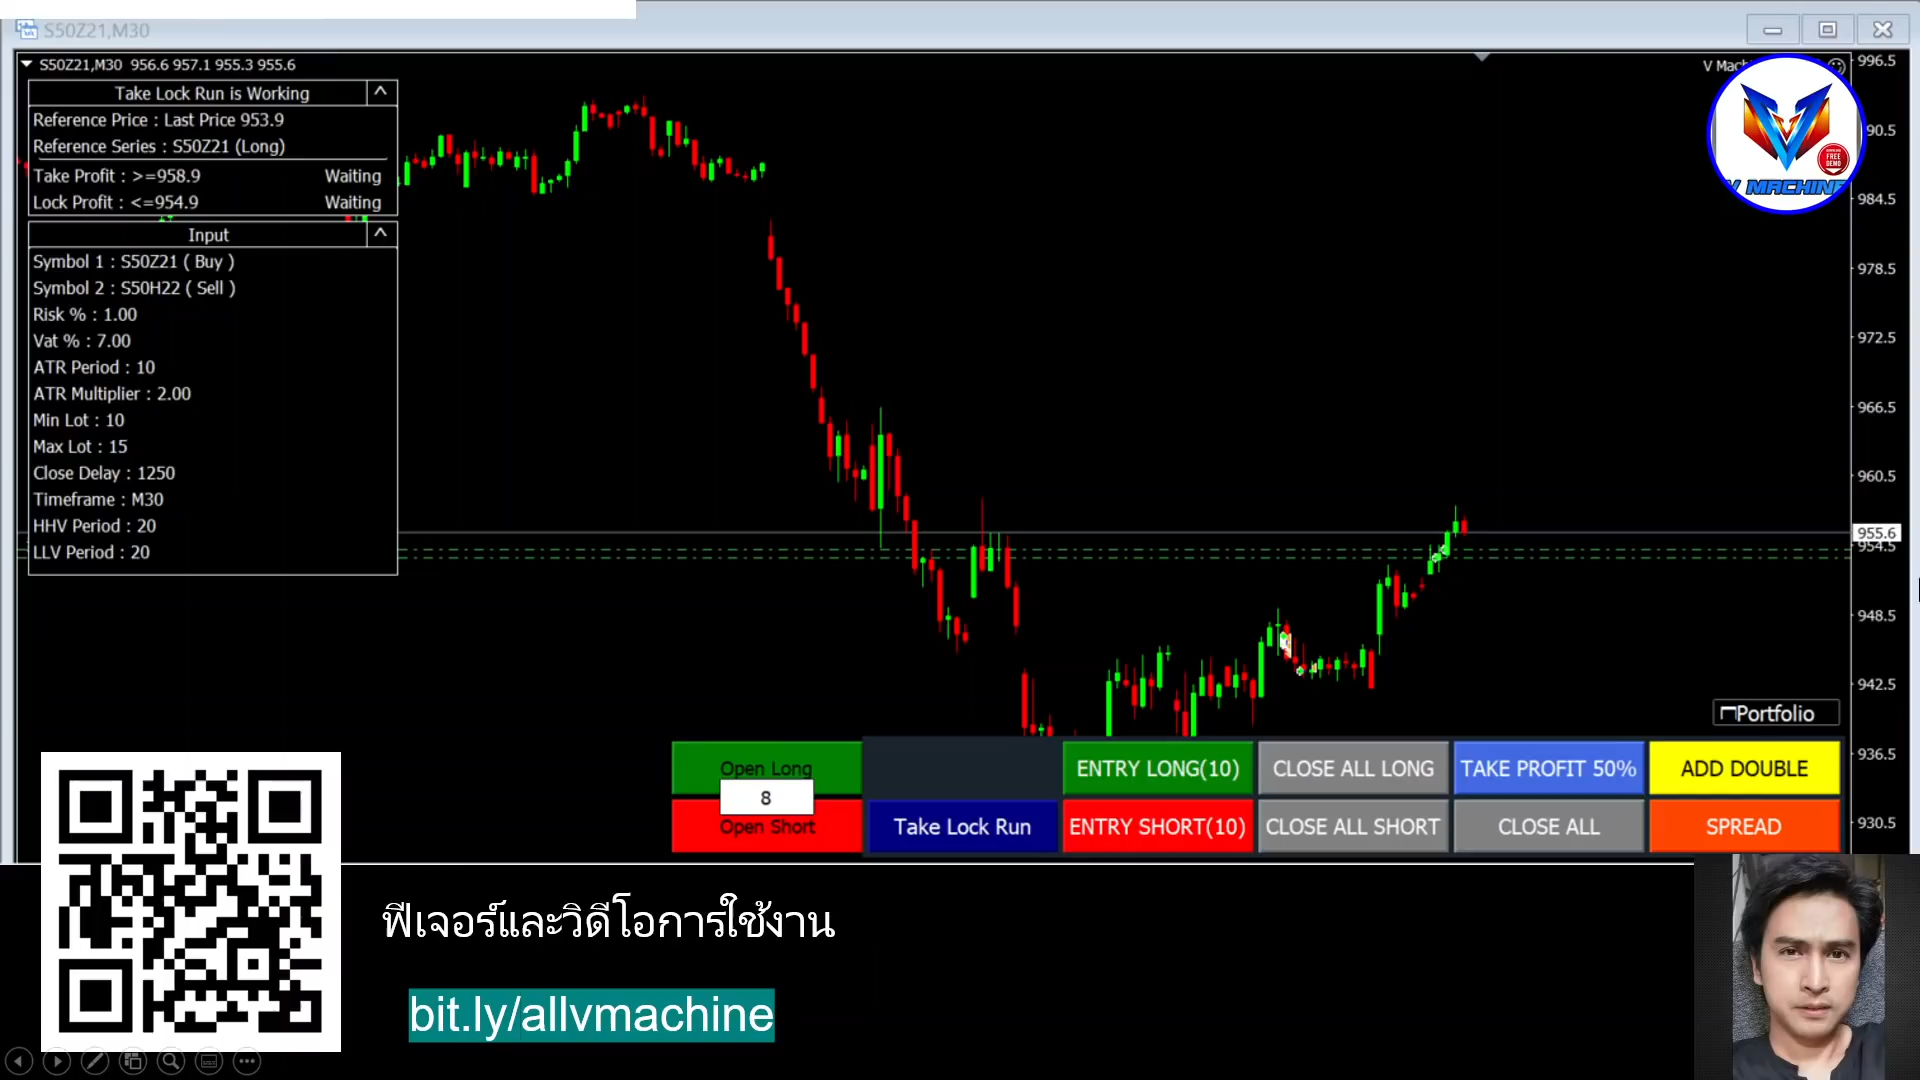 S50Z21,M30
S50Z21,M30 956.6 957.1 955.3 955.6
Take Lock Run is Working
^
Reference Price : Last Price 953.9
Reference Series : S50Z21 (Long)
Take Profit : >=958.9 Waiting
Lock Profit : <=954.9 Waiting
Input
^
Symbol 1 : S50Z21 ( Buy )
Symbol 2 : S50H22 ( Sell )
Risk % : 1.00
Vat % : 7.00
ATR Period : 10
ATR Multiplier : 2.00
Min Lot : 10
Max Lot : 15
Close Delay : 1250
Timeframe : M30
HHV Period : 20
LLV Period : 20
V Mac
FREE
DEMO
V MACHINE
996.5
90.5
984.5
978.5
972.5
966.5
960.5
955.6
954.5
948.5
942.5
936.5
930.5
Portfolio
Open Long
8
Open Short
Take Lock Run
ENTRY LONG(10)
CLOSE ALL LONG
TAKE PROFIT 50%
ADD DOUBLE
ENTRY SHORT(10)
CLOSE ALL SHORT
CLOSE ALL
SPREAD
ฟีเจอร์และวิดีโอการใช้งาน
bit.ly/allvmachine